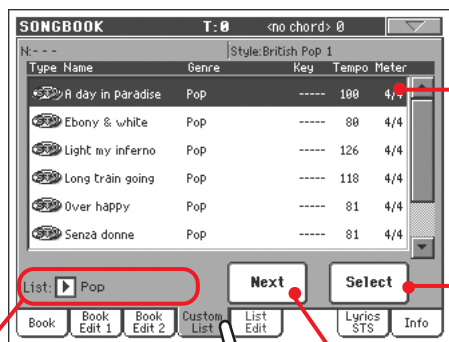 SONGBOOK T:0 <no chord> 0
N:--- Style:British Pop 1
Type Name Genre Key Tempo Meter
A day in paradise Pop ----- 100 4/4
Ebony & white Pop ----- 80 4/4
Light my inferno Pop ----- 126 4/4
Long train going Pop ----- 118 4/4
Over happy Pop ----- 81 4/4
Senza donne Pop ----- 81 4/4
List: Pop Next Select
Book Book Edit 1 Book Edit 2 Custom List List Edit Lyrics STS Info